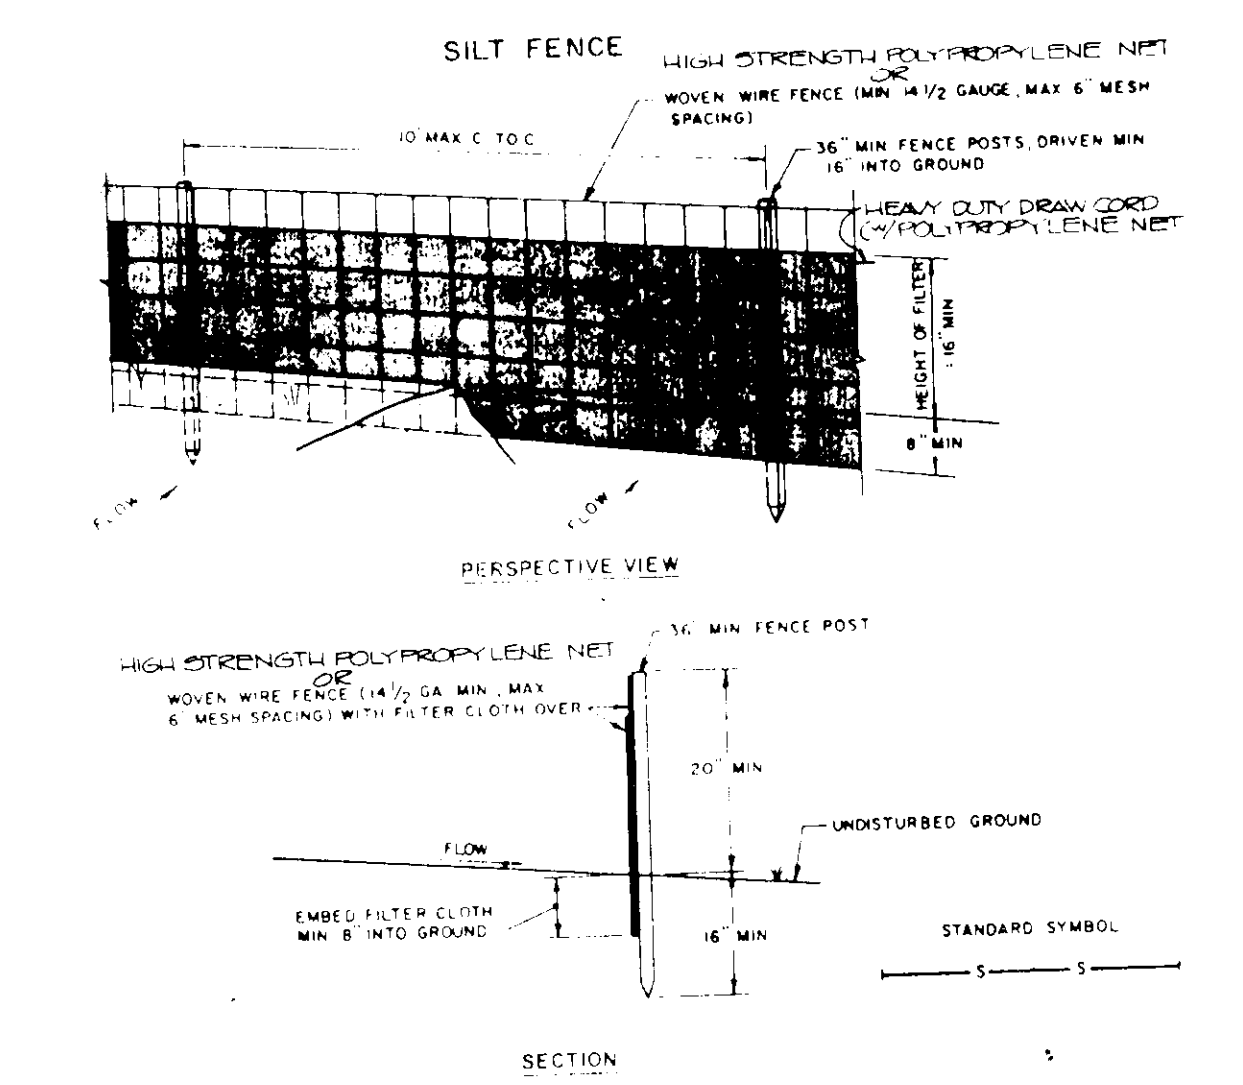 SILT FENCE
HIGH STRENGTH POLYPROPYLENE NET
OR
WOVEN WIRE FENCE (MIN 14 1/2 GAUGE, MAX 6" MESH
SPACING)
10' MAX C TO C
36" MIN FENCE POSTS, DRIVEN MIN
16" INTO GROUND
HEAVY DUTY DRAW CORD
(W/POLYPROPYLENE NET
HEIGHT OF FILTER
16" MIN
8" MIN
FLOW
FLOW
PERSPECTIVE VIEW
36" MIN FENCE POST
HIGH STRENGTH POLYPROPYLENE NET
OR
WOVEN WIRE FENCE (14 1/2 GA MIN, MAX
6" MESH SPACING) WITH FILTER CLOTH OVER
20" MIN
UNDISTURBED GROUND
FLOW
EMBED FILTER CLOTH
MIN 8" INTO GROUND
16" MIN
STANDARD SYMBOL
S S
SECTION